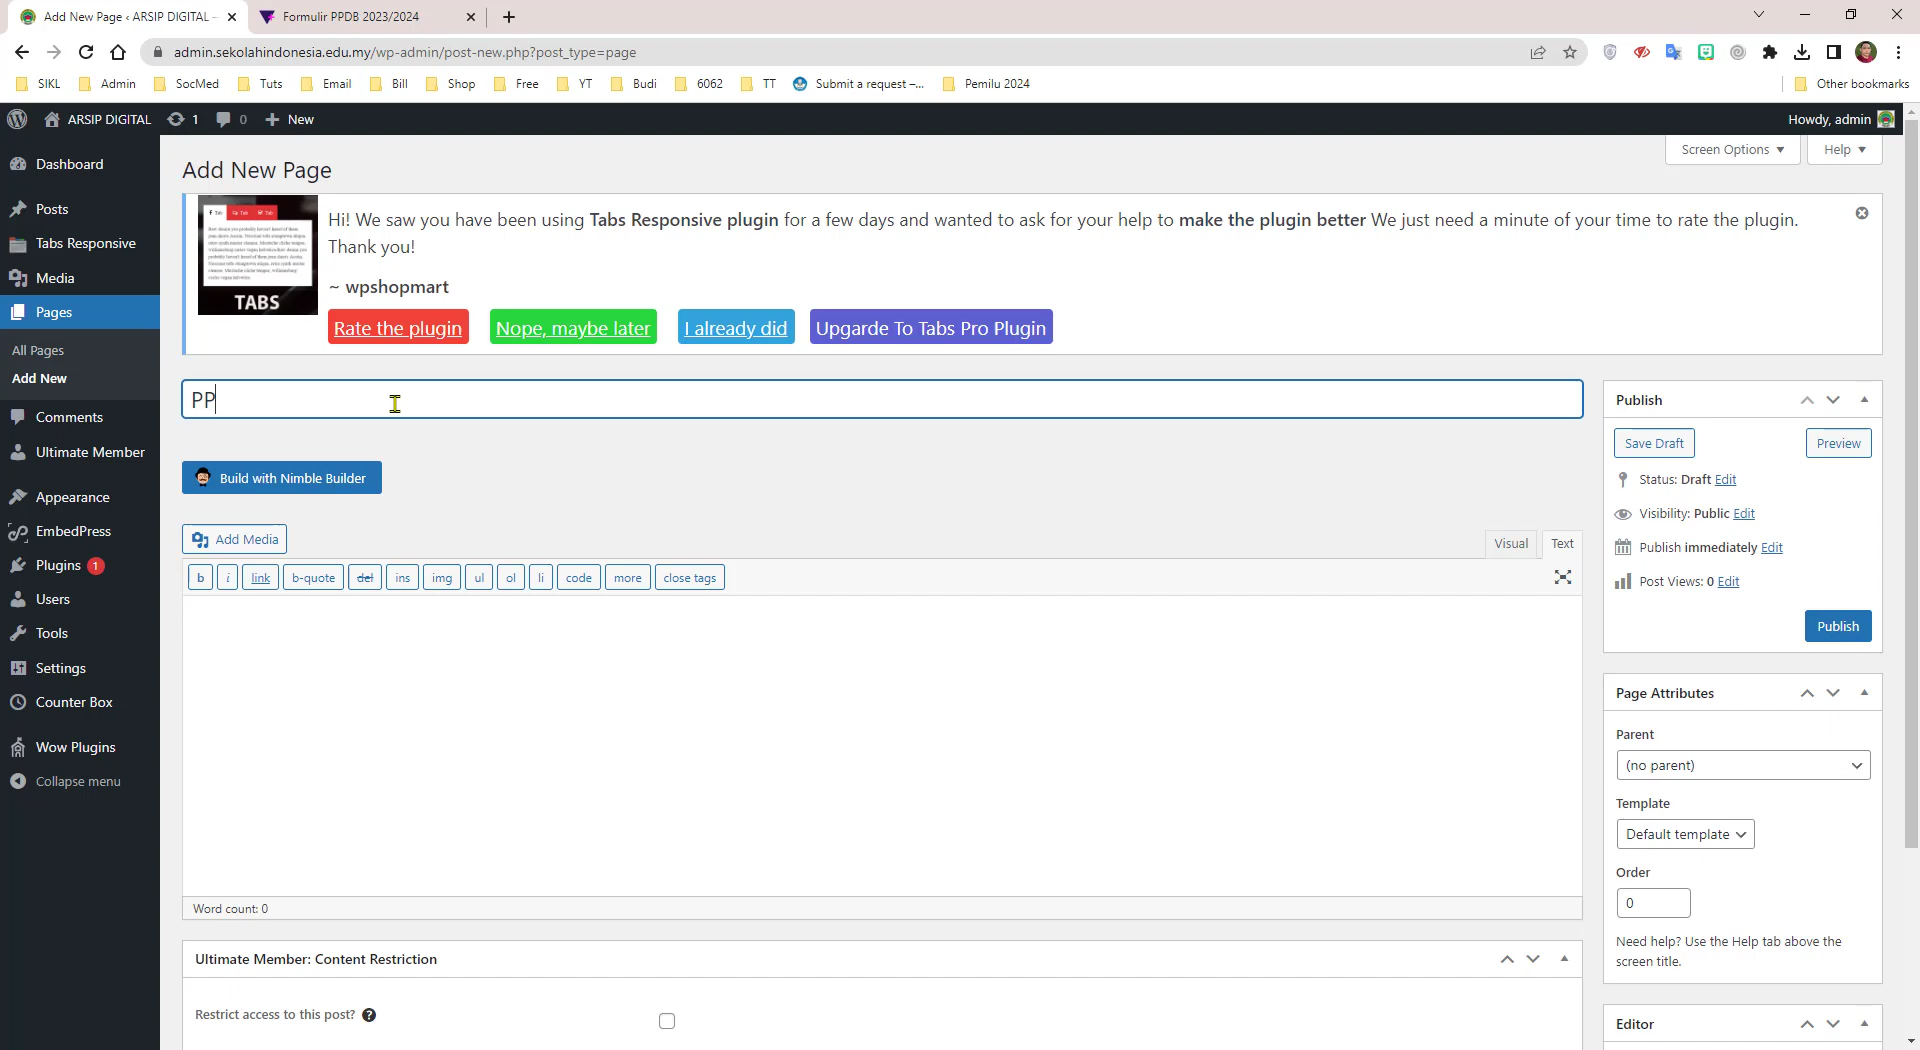 Add New Page ‹ ARSIP DIGITAL –
Formulir PPDB 2023/2024
admin.sekolahindonesia.edu.my/wp-admin/post-new.php?post_type=page
SIKL
Admin
SocMed
Tuts
Email
Bill
Shop
Free
YT
Budi
6062
TT
Submit a request –...
Pemilu 2024
Other bookmarks
ARSIP DIGITAL
1
0
New
Howdy, admin
Screen Options
Help
Dashboard
Posts
Tabs Responsive
Media
Pages
All Pages
Add New
Comments
Ultimate Member
Appearance
EmbedPress
Plugins 1
Users
Tools
Settings
Counter Box
Wow Plugins
Collapse menu
Add New Page
TABS
Hi! We saw you have been using Tabs Responsive plugin for a few days and wanted to ask for your help to make the plugin better We just need a minute of your time to rate the plugin.
Thank you!
~ wpshopmart
Rate the plugin
Nope, maybe later
I already did
Upgarde To Tabs Pro Plugin
PP
Build with Nimble Builder
Add Media
Visual
Text
b
i
link
b-quote
del
ins
img
ul
ol
li
code
more
close tags
Word count: 0
Ultimate Member: Content Restriction
Restrict access to this post?
Publish
Save Draft
Preview
Status: Draft Edit
Visibility: Public Edit
Publish immediately Edit
Post Views: 0 Edit
Publish
Page Attributes
Parent
(no parent)
Template
Default template
Order
0
Need help? Use the Help tab above the
screen title.
Editor